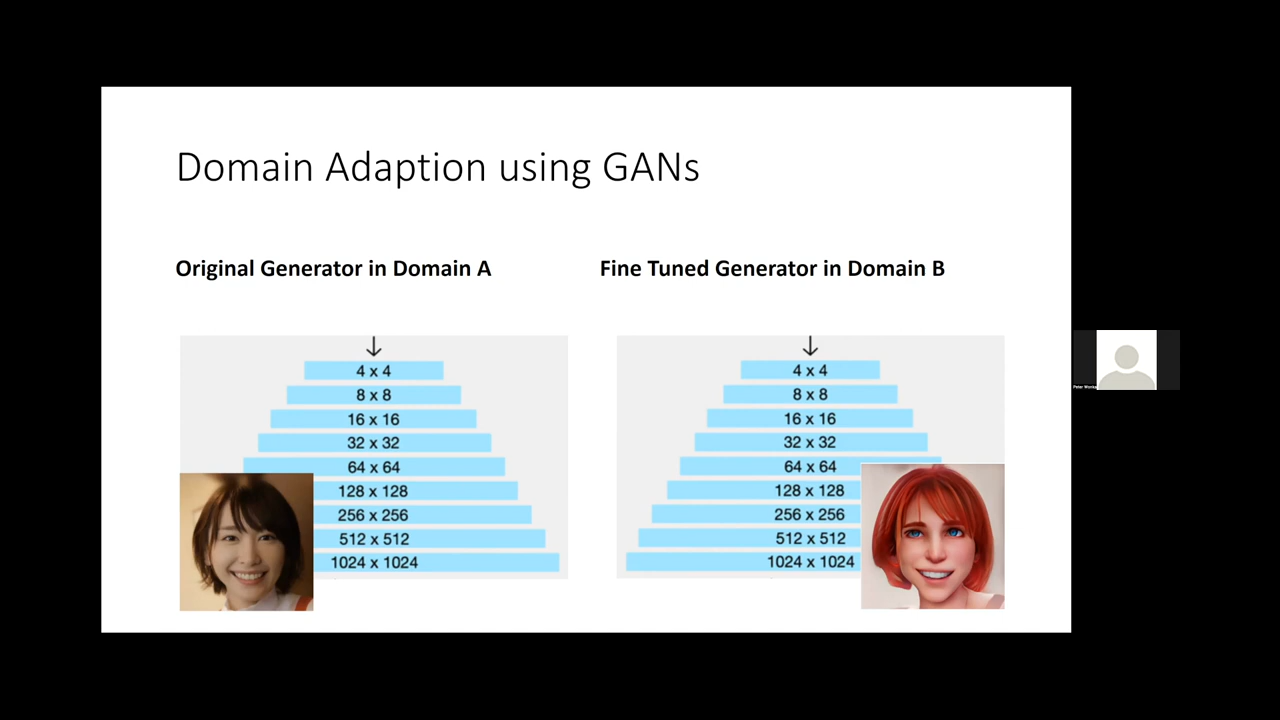 Domain Adaption using GANs
Original Generator in Domain A
Fine Tuned Generator in Domain B
4 x 4
8 x 8
16 x 16
32 x 32
64 x 64
128 x 128
256 x 256
512 x 512
1024 x 1024
4 x 4
8 x 8
16 x 16
32 x 32
64 x 64
128 x 128
256 x 256
512 x 512
1024 x 1024
Peter Wonka